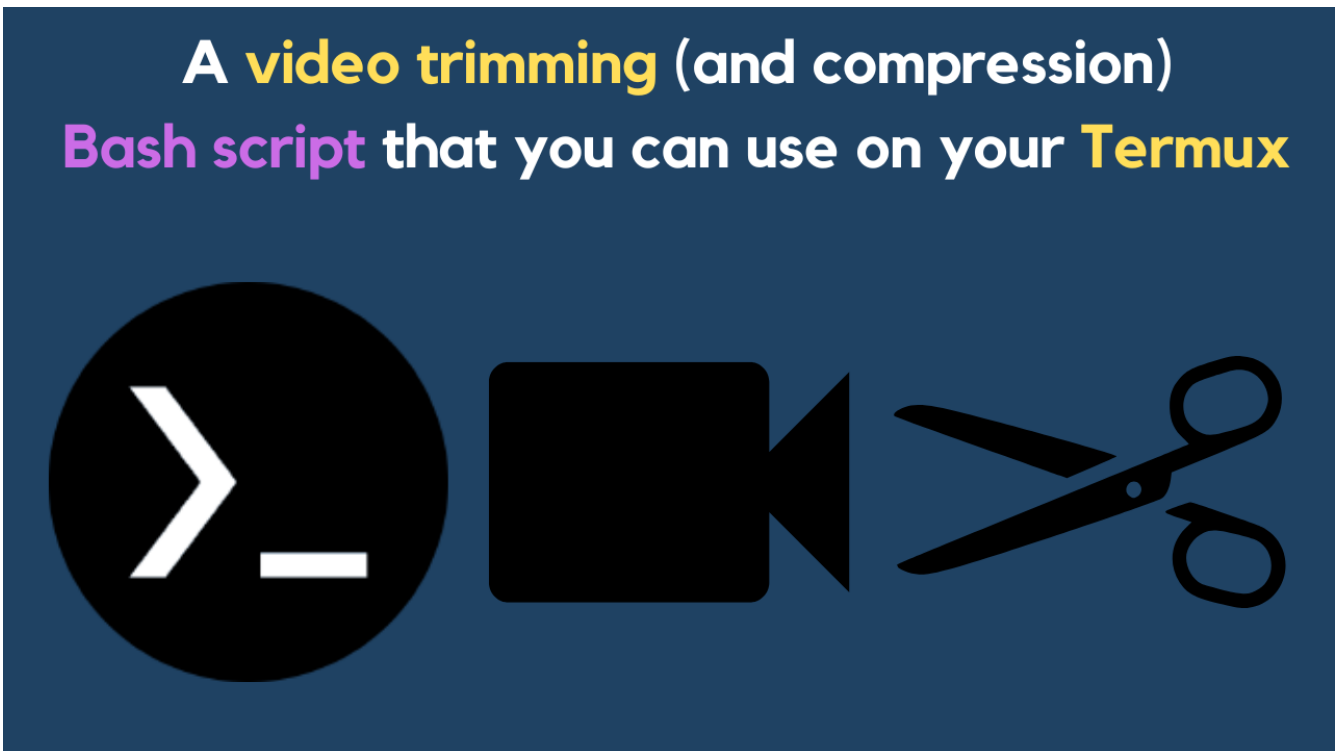 A video trimming (and compression)
Bash script that you can use on your Termux